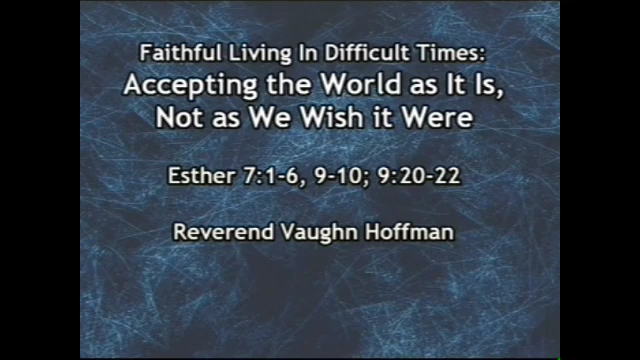 Faithful Living In Difficult Times:
Accepting the World as It Is,
Not as We Wish it Were
Esther 7:1-6, 9-10; 9:20-22
Reverend Vaughn Hoffman